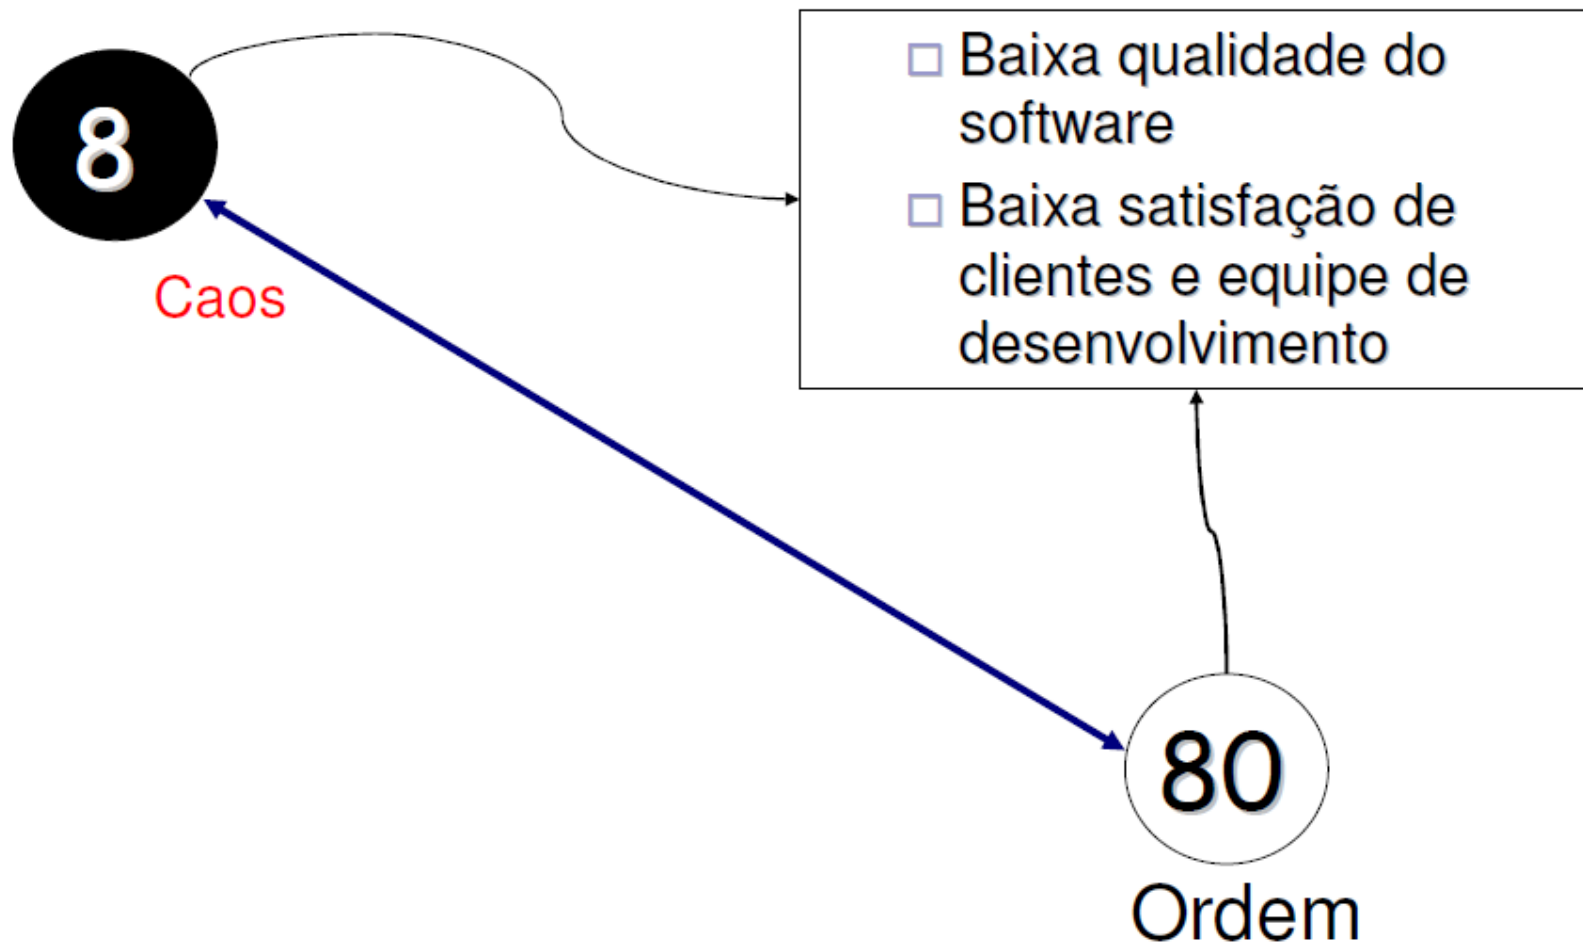 8
Caos
Baixa qualidade do
software
Baixa satisfação de
clientes e equipe de
desenvolvimento
80
Ordem